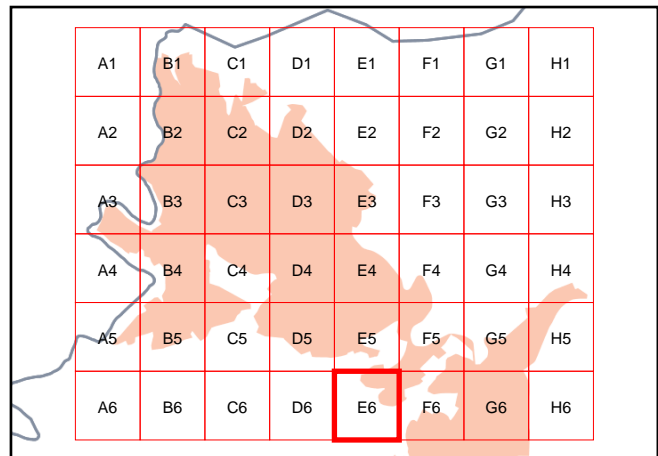 A1 B1 C1 D1 E1 F1 G1 H1
A2 B2 C2 D2 E2 F2 G2 H2
A3 B3 C3 D3 E3 F3 G3 H3
A4 B4 C4 D4 E4 F4 G4 H4
A5 B5 C5 D5 E5 F5 G5 H5
A6 B6 C6 D6 E6 F6 G6 H6